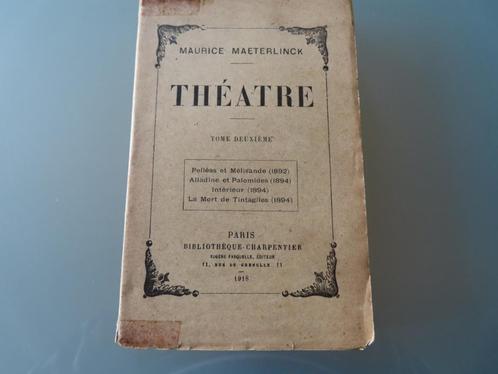 MAURICE MAETERLINCK
THÉATRE
TOME DEUXIÈME
Pelléas et Mélisande (1892)
Alladine et Palomides (1894)
Intérieur (1894)
La Mort de Tintagiles (1894)
PARIS
BIBLIOTHÈQUE-CHARPENTIER
EUGÈNE FASQUELLE, ÉDITEUR
11, RUE DE GRENELLE, 11
1918